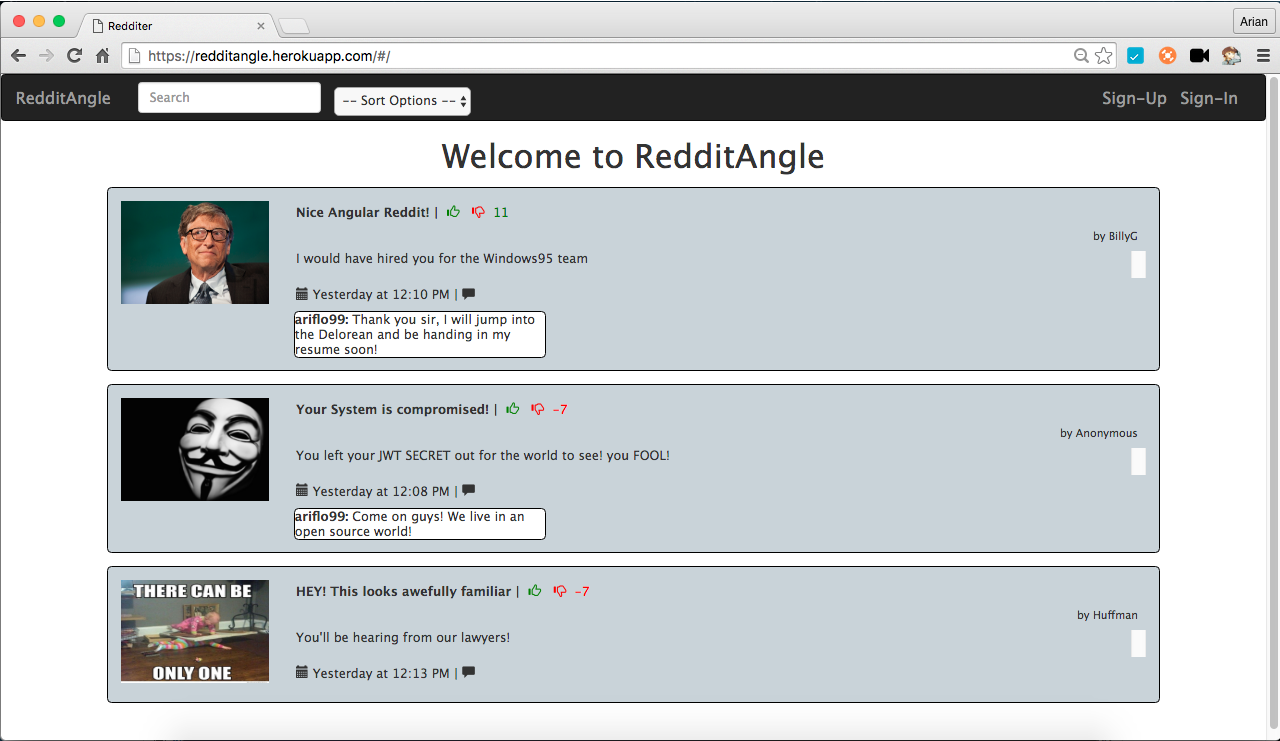 Redditer
Arian
https://redditangle.herokuapp.com/#/
RedditAngle
Search
-- Sort Options --
Sign-Up
Sign-In
Welcome to RedditAngle
Nice Angular Reddit! | 11
by BillyG
I would have hired you for the Windows95 team
Yesterday at 12:10 PM |
ariflo99: Thank you sir, I will jump into
the Delorean and be handing in my
resume soon!
Your System is compromised! | -7
by Anonymous
You left your JWT SECRET out for the world to see! you FOOL!
Yesterday at 12:08 PM |
ariflo99: Come on guys! We live in an
open source world!
THERE CAN BE
ONLY ONE
HEY! This looks awefully familiar | -7
by Huffman
You'll be hearing from our lawyers!
Yesterday at 12:13 PM |